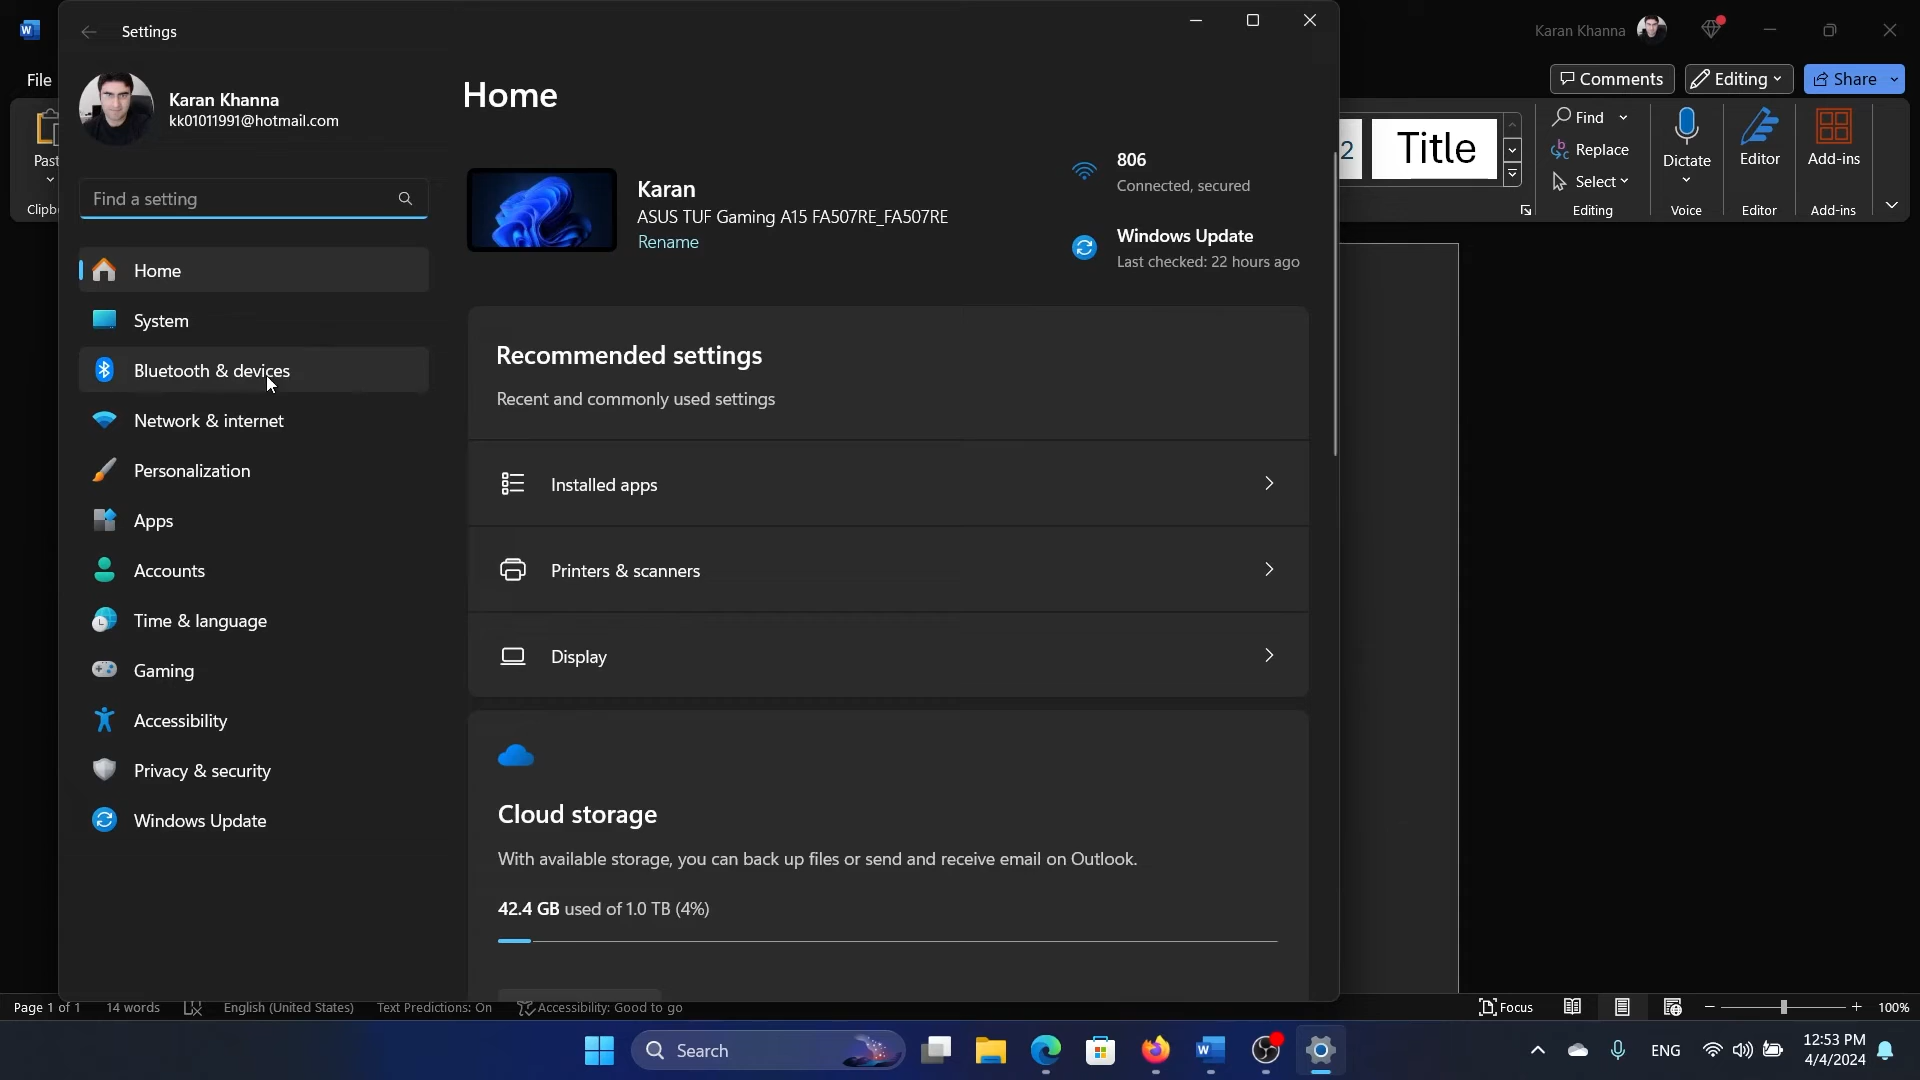 Settings
Karan Khanna
kk01011991@hotmail.com
Find a setting
Home
System
Bluetooth & devices
Network & internet
Personalization
Apps
Accounts
Time & language
Gaming
Accessibility
Privacy & security
Windows Update
Home
Karan
ASUS TUF Gaming A15 FA507RE_FA507RE
Rename
806
Connected, secured
Windows Update
Last checked: 22 hours ago
Recommended settings
Recent and commonly used settings
Installed apps
Printers & scanners
Display
Cloud storage
With available storage, you can back up files or send and receive email on Outlook.
42.4 GB used of 1.0 TB (4%)
Karan Khanna
File
Comments
Editing
Share
Past
Clipb
2
Title
Find
Replace
Select
Editing
Dictate
Voice
Editor
Editor
Add-ins
Add-ins
Page 1 of 1
14 words
English (United States)
Text Predictions: On
Accessibility: Good to go
Focus
100%
Search
ENG
12:53 PM
4/4/2024